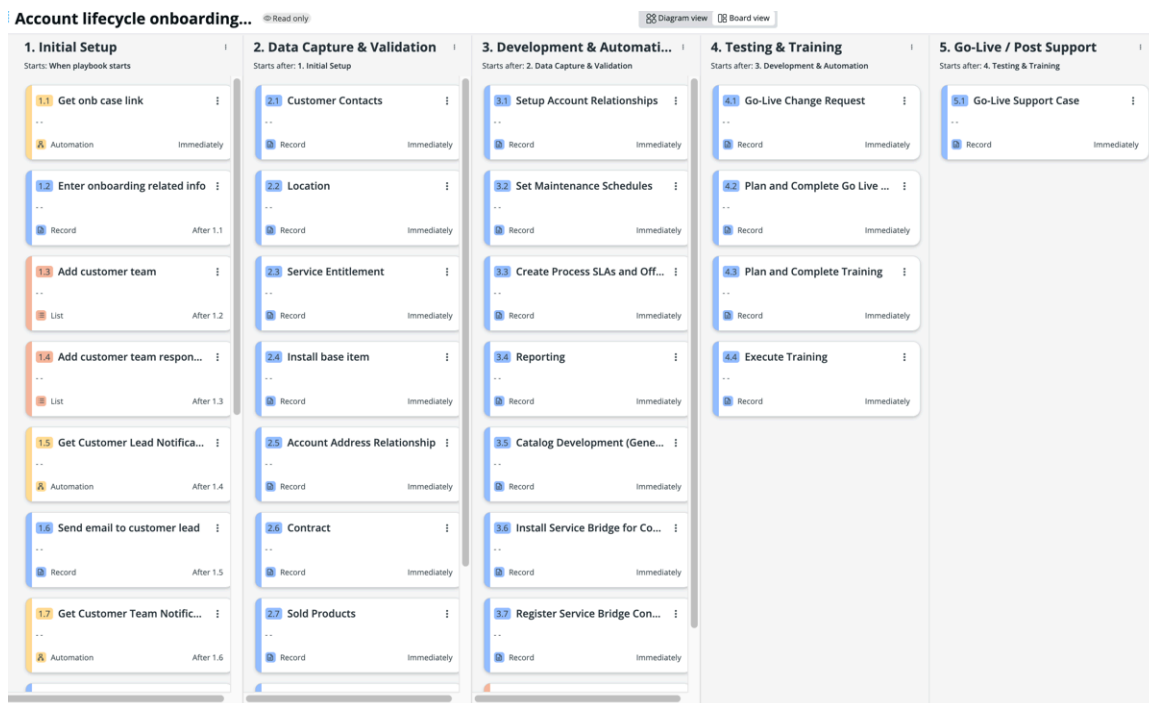 Account lifecycle onboarding...
Read only
Diagram view
Board view
1. Initial Setup
Starts: When playbook starts
1.1 Get onb case link
--
Automation Immediately
1.2 Enter onboarding related info
--
Record After 1.1
1.3 Add customer team
--
List After 1.2
1.4 Add customer team respon...
--
List After 1.3
1.5 Get Customer Lead Notifica...
--
Automation After 1.4
1.6 Send email to customer lead
--
Record After 1.5
1.7 Get Customer Team Notific...
--
Automation After 1.6
2. Data Capture & Validation
Starts after: 1. Initial Setup
2.1 Customer Contacts
--
Record Immediately
2.2 Location
--
Record Immediately
2.3 Service Entitlement
--
Record Immediately
2.4 Install base item
--
Record Immediately
2.5 Account Address Relationship
--
Record Immediately
2.6 Contract
--
Record Immediately
2.7 Sold Products
--
Record Immediately
3. Development & Automati...
Starts after: 2. Data Capture & Validation
3.1 Setup Account Relationships
--
Record Immediately
3.2 Set Maintenance Schedules
--
Record Immediately
3.3 Create Process SLAs and Off...
--
Record Immediately
3.4 Reporting
--
Record Immediately
3.5 Catalog Development (Gene...
--
Record Immediately
3.6 Install Service Bridge for Co...
--
Record Immediately
3.7 Register Service Bridge Con...
--
Record Immediately
4. Testing & Training
Starts after: 3. Development & Automation
4.1 Go-Live Change Request
--
Record Immediately
4.2 Plan and Complete Go Live ...
--
Record Immediately
4.3 Plan and Complete Training
--
Record Immediately
4.4 Execute Training
--
Record Immediately
5. Go-Live / Post Support
Starts after: 4. Testing & Training
5.1 Go-Live Support Case
--
Record Immediately